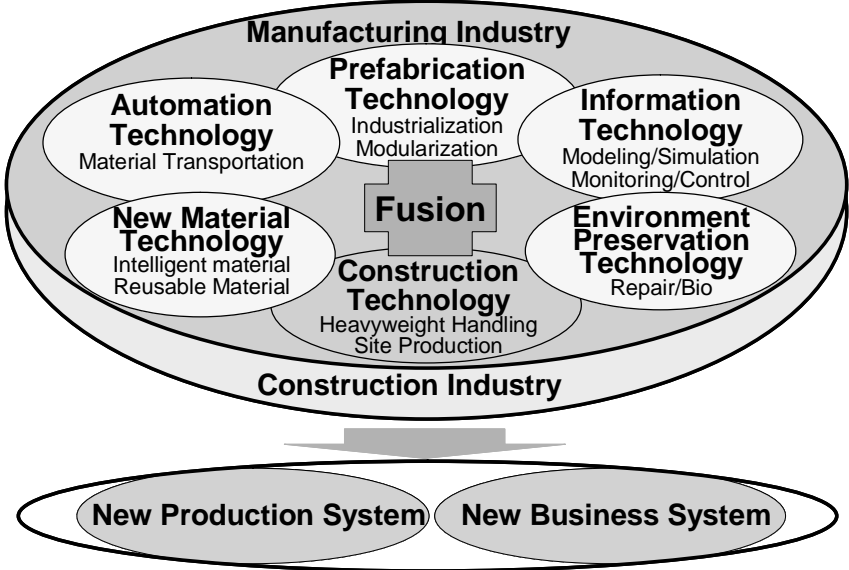 Manufacturing Industry
Prefabrication
Technology
Industrialization
Modularization
Automation
Technology
Material Transportation
Information
Technology
Modeling/Simulation
Monitoring/Control
Fusion
New Material
Technology
Intelligent material
Reusable Material
Environment
Preservation
Technology
Repair/Bio
Construction
Technology
Heavyweight Handling
Site Production
Construction Industry
New Production System
New Business System